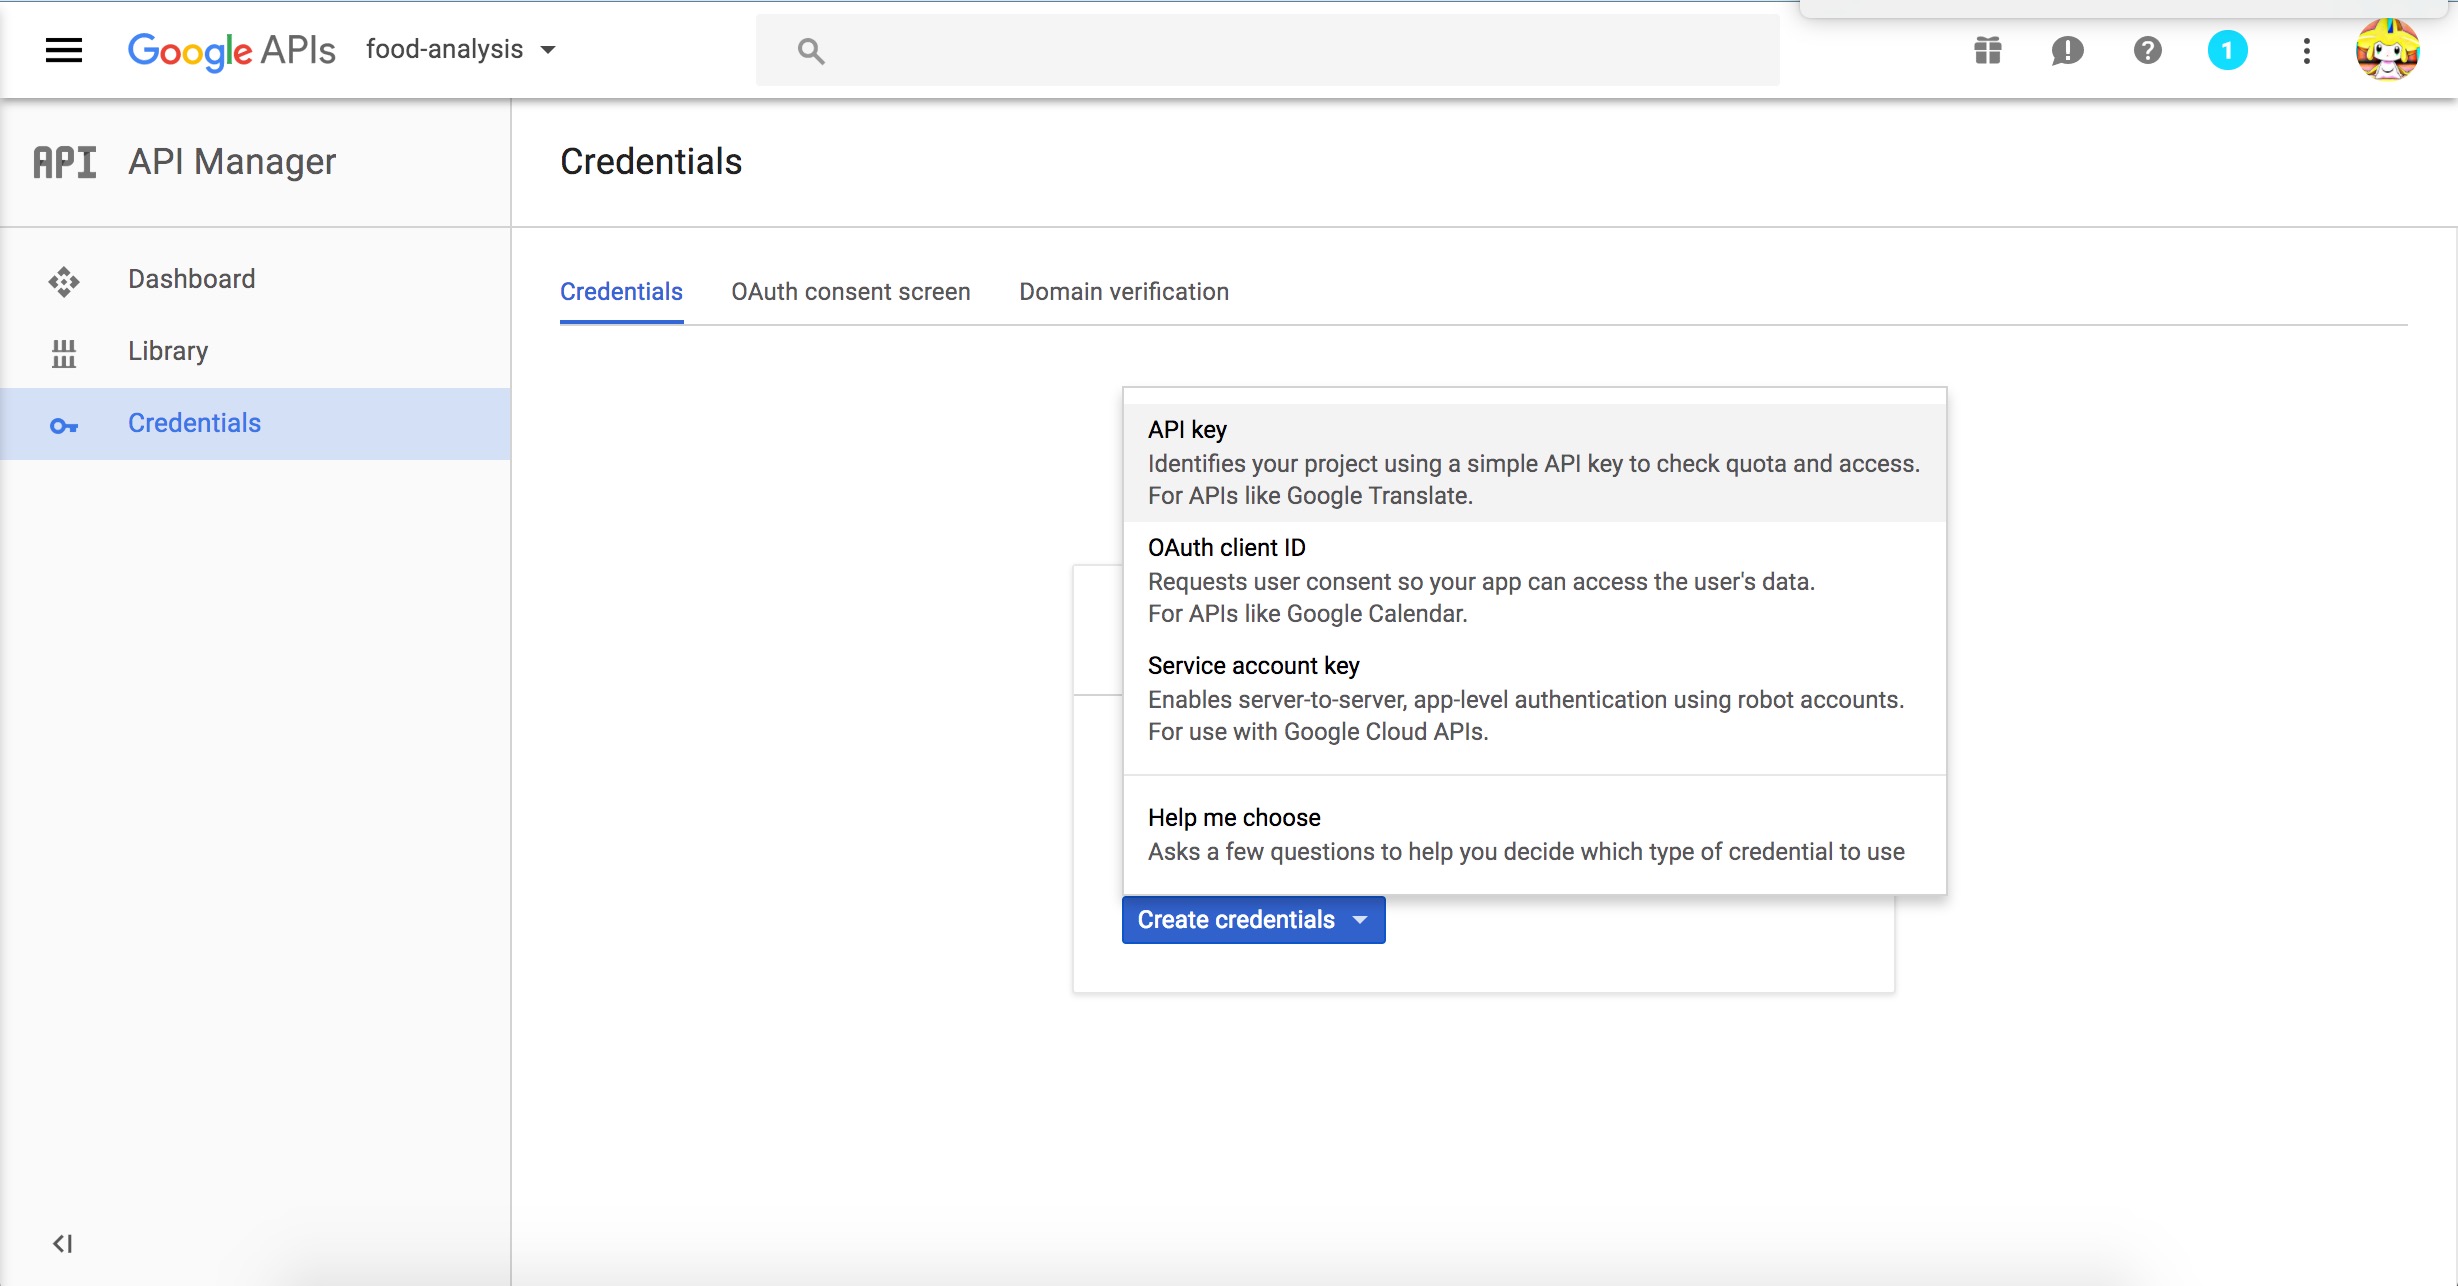 Google APIs food-analysis
1
API API Manager
Credentials
Dashboard
Library
Credentials
Credentials OAuth consent screen Domain verification
API key
Identifies your project using a simple API key to check quota and access.
For APIs like Google Translate.
OAuth client ID
Requests user consent so your app can access the user's data.
For APIs like Google Calendar.
Service account key
Enables server-to-server, app-level authentication using robot accounts.
For use with Google Cloud APIs.
Help me choose
Asks a few questions to help you decide which type of credential to use
Create credentials